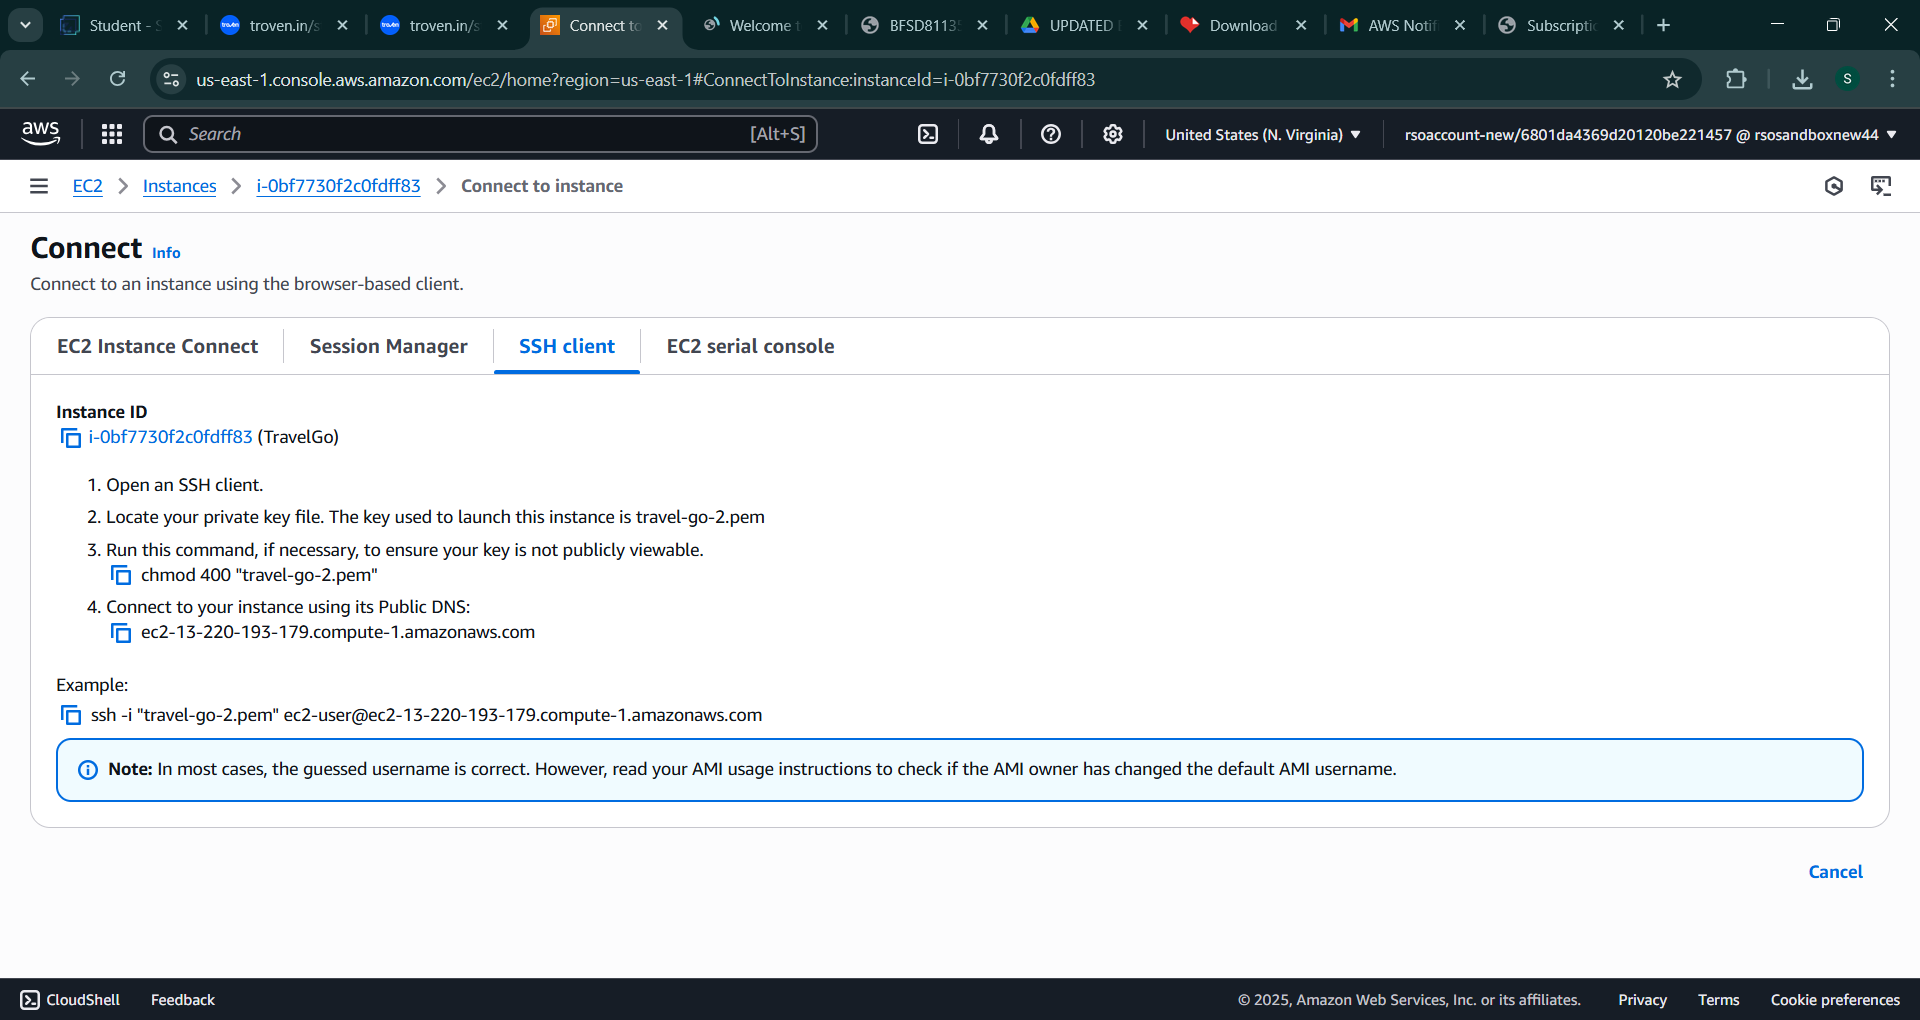 Student - S
troven.in/s
troven.in/s
Connect to
Welcome t
BFSD8113
UPDATED
Download
AWS Notifi
Subscriptic
us-east-1.console.aws.amazon.com/ec2/home?region=us-east-1#ConnectToInstance:instanceId=i-0bf7730f2c0fdff83
S
aws
Search
[Alt+S]
United States (N. Virginia)
rsoaccount-new/6801da4369d20120be221457 @ rsosandboxnew44
EC2
Instances
i-0bf7730f2c0fdff83
Connect to instance
Connect Info
Connect to an instance using the browser-based client.
EC2 Instance Connect
Session Manager
SSH client
EC2 serial console
Instance ID
i-0bf7730f2c0fdff83 (TravelGo)
1. Open an SSH client.
2. Locate your private key file. The key used to launch this instance is travel-go-2.pem
3. Run this command, if necessary, to ensure your key is not publicly viewable.
chmod 400 "travel-go-2.pem"
4. Connect to your instance using its Public DNS:
ec2-13-220-193-179.compute-1.amazonaws.com
Example:
ssh -i "travel-go-2.pem" ec2-user@ec2-13-220-193-179.compute-1.amazonaws.com
Note: In most cases, the guessed username is correct. However, read your AMI usage instructions to check if the AMI owner has changed the default AMI username.
Cancel
CloudShell
Feedback
© 2025, Amazon Web Services, Inc. or its affiliates.
Privacy
Terms
Cookie preferences